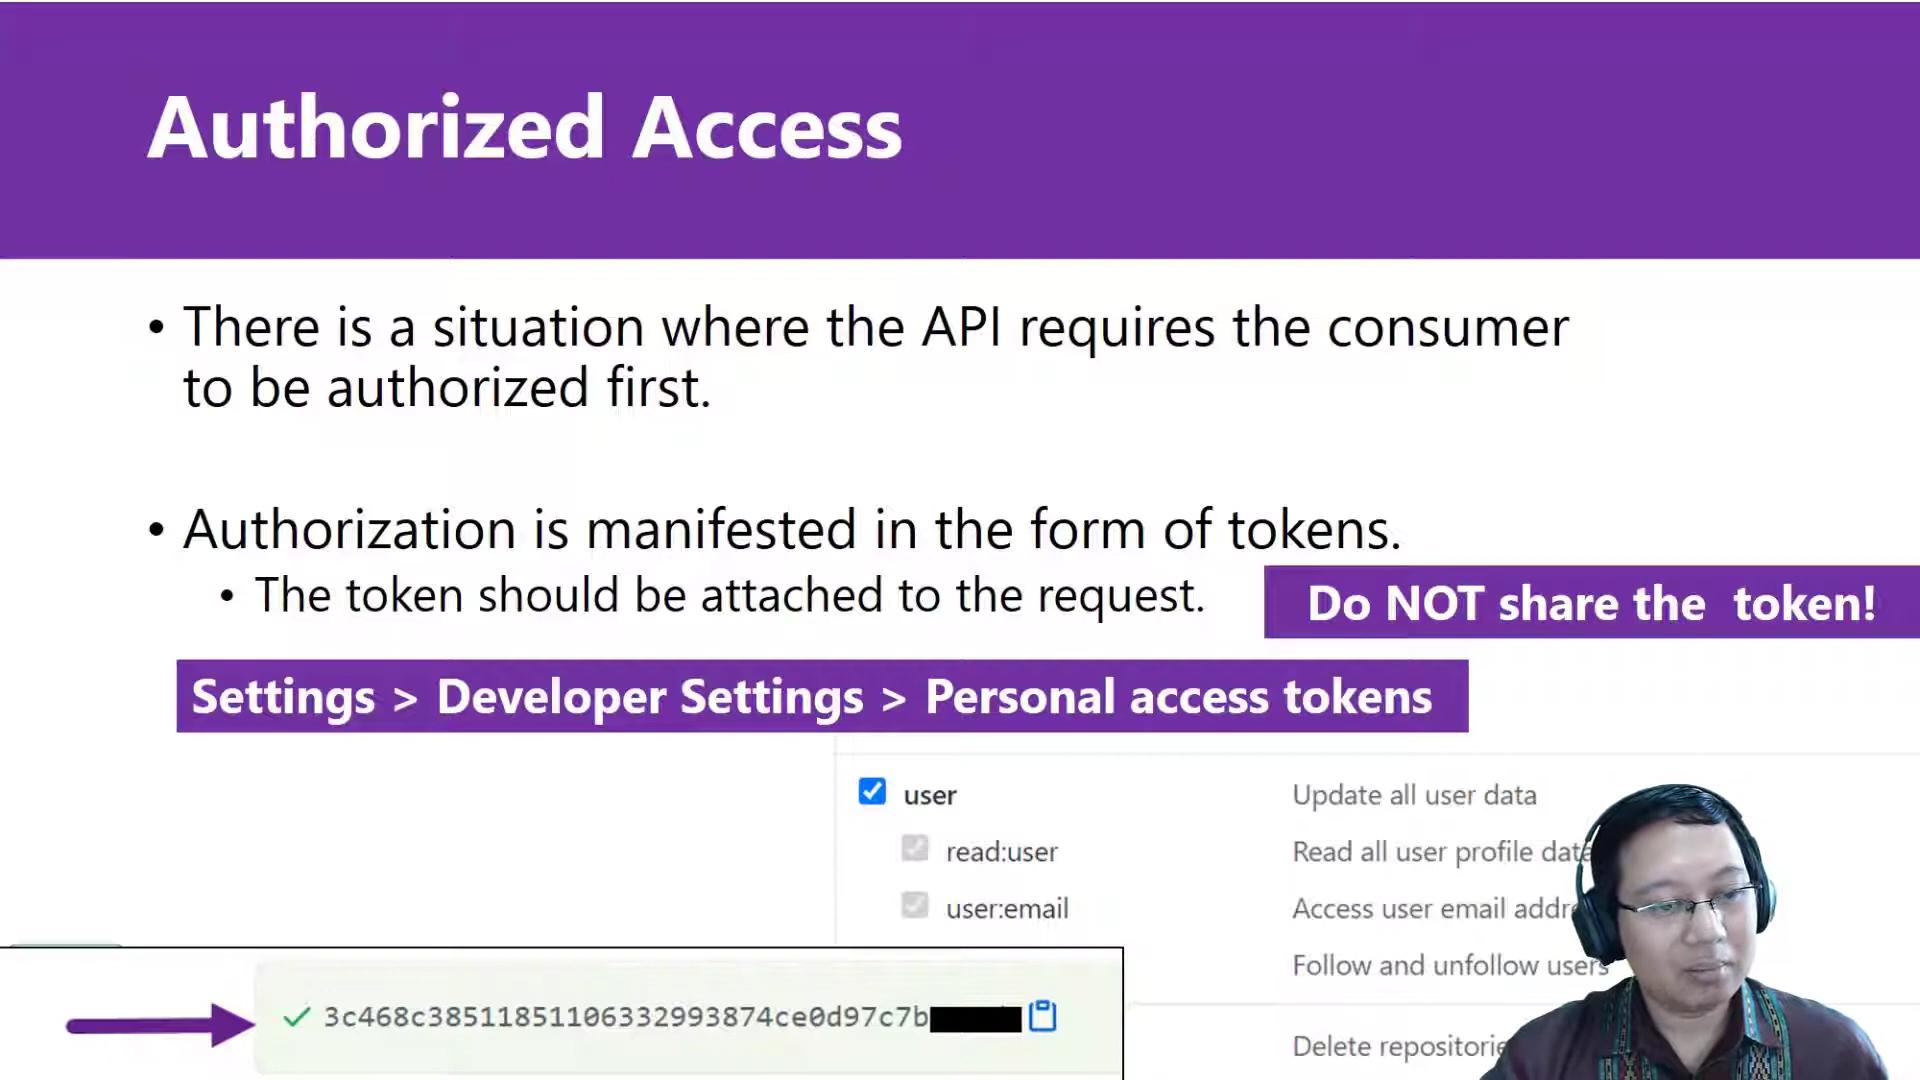 Authorized Access
• There is a situation where the API requires the consumer
to be authorized first.
• Authorization is manifested in the form of tokens.
• The token should be attached to the request.
Do NOT share the token!
Settings > Developer Settings > Personal access tokens
user Update all user data
read:user Read all user profile data
user:email Access user email
Follow and unfollow users
3c468c38511851106332993874ce0d97c7b
Delete